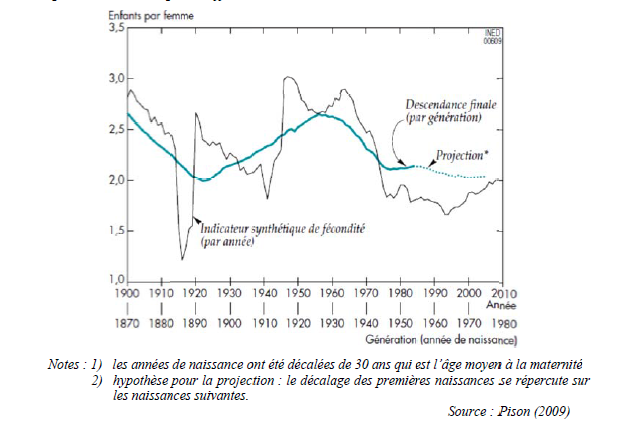 Enfants par femme
3,5
INED
00609
3,0
Descendance finale
(par génération)
2,5
Projection*
2,0
Indicateur synthétique de fécondité
(par année)
1,5
1,0
1900 1910 1920 1930 1940 1950 1960 1970 1980 1990 2000 2010
Année
1870 1880 1890 1900 1910 1920 1930 1940 1950 1960 1970 1980
Génération (année de naissance)
Notes : 1) les années de naissance ont été décalées de 30 ans qui est l'âge moyen à la maternité
2) hypothèse pour la projection : le décalage des premières naissances se répercute sur
les naissances suivantes.
Source : Pison (2009)